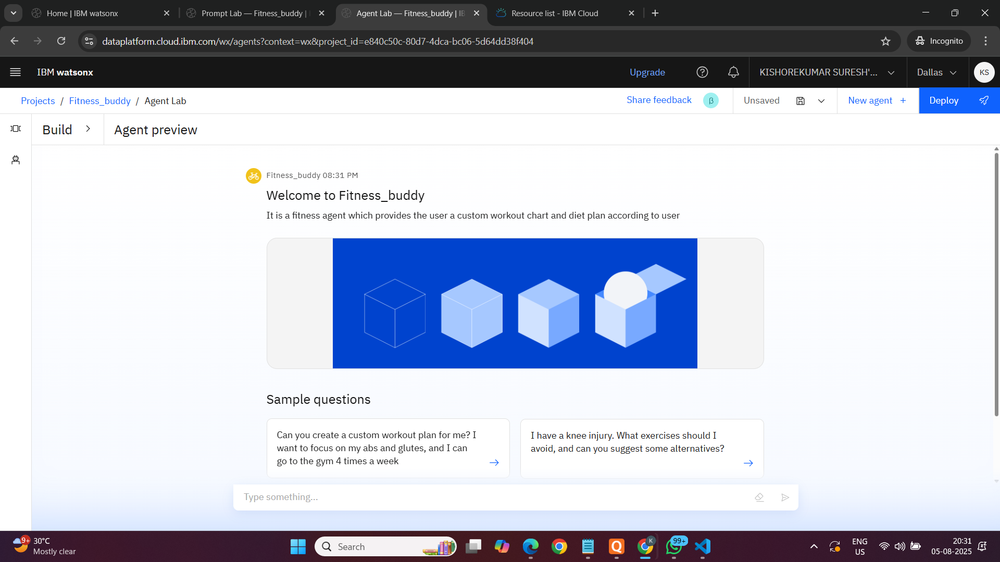 Home | IBM watsonx
Prompt Lab — Fitness_buddy |
Agent Lab — Fitness_buddy | IB
Resource list - IBM Cloud
dataplatform.cloud.ibm.com/wx/agents?context=wx&project_id=e840c50c-80d7-4dca-bc06-5d64dd38f404
Incognito
IBM watsonx
Upgrade
KISHOREKUMAR SURESH'...
Dallas
KS
Projects / Fitness_buddy / Agent Lab
Share feedback
β
Unsaved
New agent +
Deploy
Build
Agent preview
Fitness_buddy 08:31 PM
Welcome to Fitness_buddy
It is a fitness agent which provides the user a custom workout chart and diet plan according to user
Sample questions
Can you create a custom workout plan for me? I
want to focus on my abs and glutes, and I can
go to the gym 4 times a week
I have a knee injury. What exercises should I
avoid, and can you suggest some alternatives?
Type something...
9+
30°C
Mostly clear
Search
K
99+
ENG
US
20:31
05-08-2025